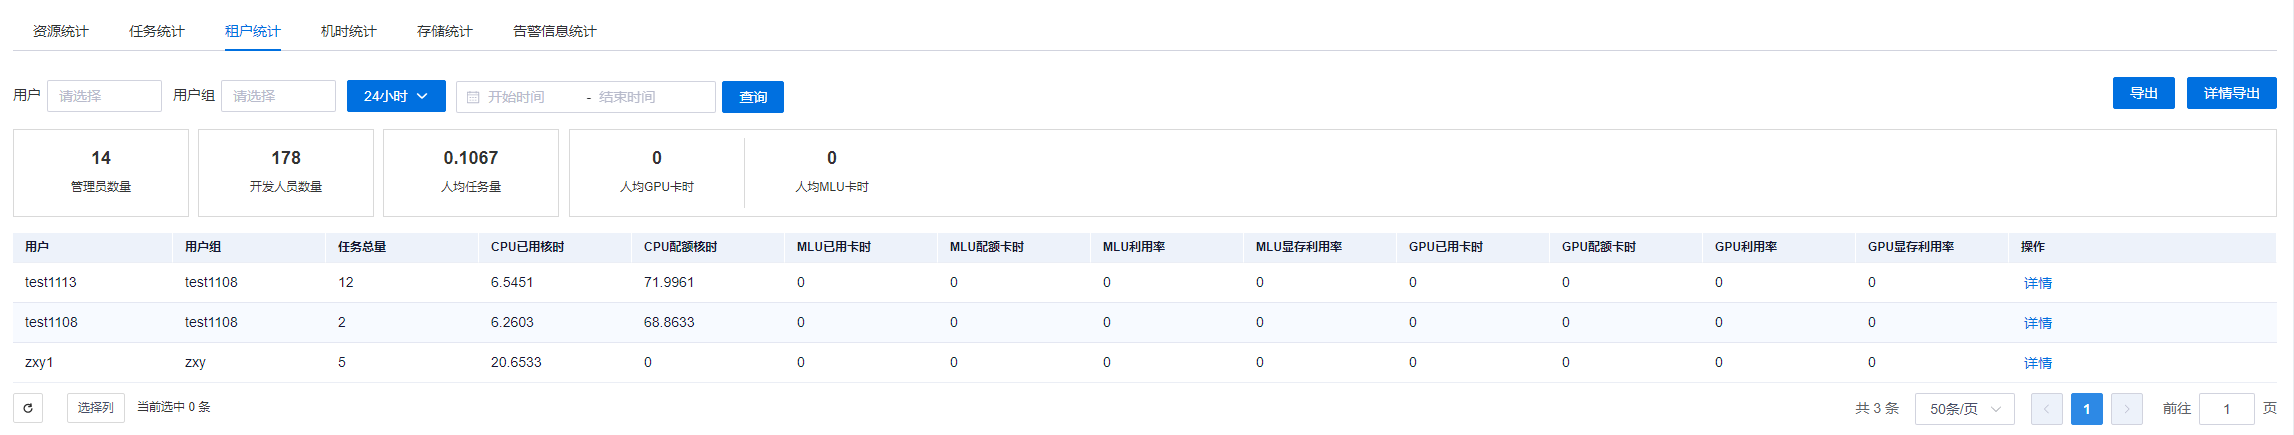 资源统计 任务统计 租户统计 机时统计 存储统计 告警信息统计
用户 请选择 用户组 请选择 24小时 开始时间 - 结束时间 查询 导出 详情导出
14 178 0.1067 0 0
管理员数量 开发人员数量 人均任务量 人均GPU卡时 人均MLU卡时
用户 用户组 任务总量 CPU已用核时 CPU配额核时 MLU已用卡时 MLU配额卡时 MLU利用率 MLU显存利用率 GPU已用卡时 GPU配额卡时 GPU利用率 GPU显存利用率 操作
test1113 test1108 12 6.5451 71.9961 0 0 0 0 0 0 0 0 详情
test1108 test1108 2 6.2603 68.8633 0 0 0 0 0 0 0 0 详情
zxy1 zxy 5 20.6533 0 0 0 0 0 0 0 0 0 详情
选择列 当前选中 0 条 共 3 条 50条/页 1 前往 1 页